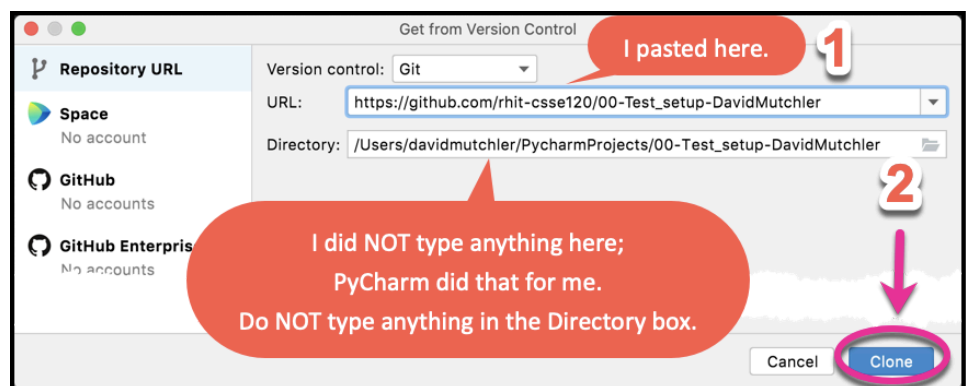 Get from Version Control
I pasted here.
1
Repository URL
Version control: Git
URL: https://github.com/rhit-csse120/00-Test_setup-DavidMutchler
Space
No account
Directory: /Users/davidmutchler/PycharmProjects/00-Test_setup-DavidMutchler
GitHub
No accounts
2
GitHub Enterpris
No accounts
I did NOT type anything here;
PyCharm did that for me.
Do NOT type anything in the Directory box.
Cancel
Clone